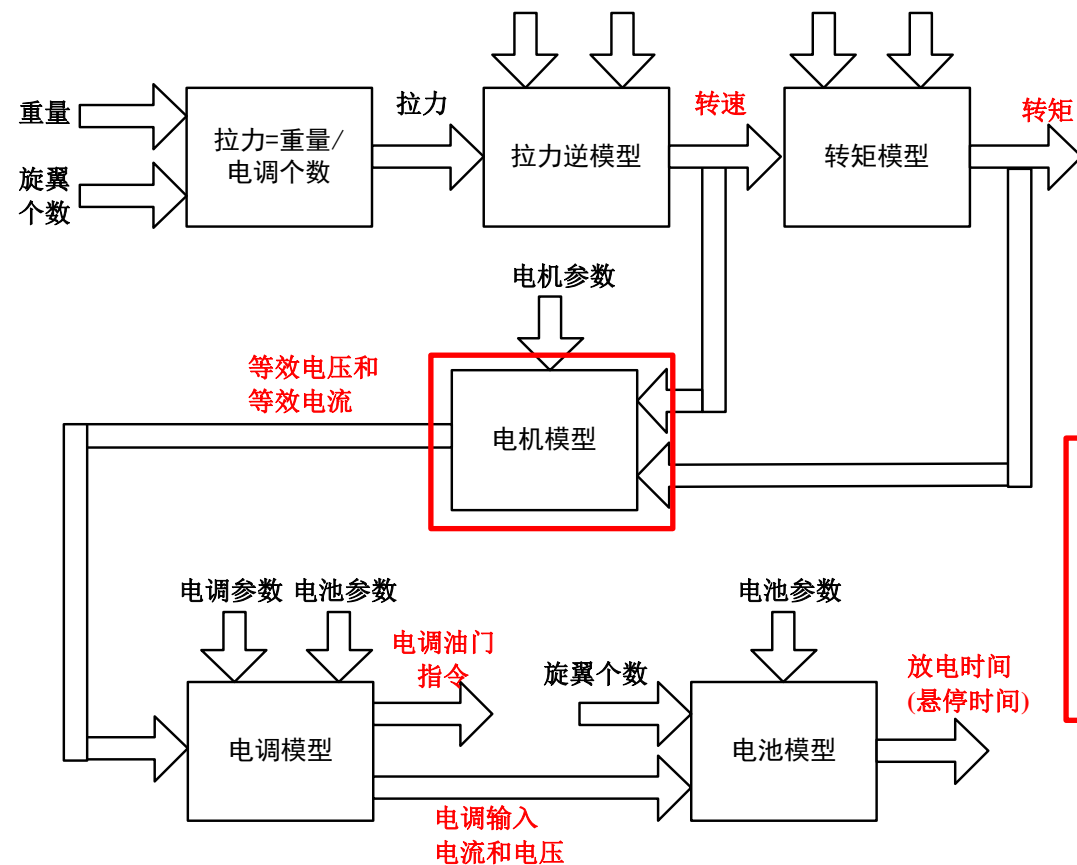 重量
旋翼
个数
拉力=重量/
电调个数
拉力
拉力逆模型
转速
转矩模型
转矩
电机参数
等效电压和
等效电流
电机模型
电调参数
电池参数
电调油门
指令
电调模型
电调输入
电流和电压
旋翼个数
电池参数
电池模型
放电时间
(悬停时间)